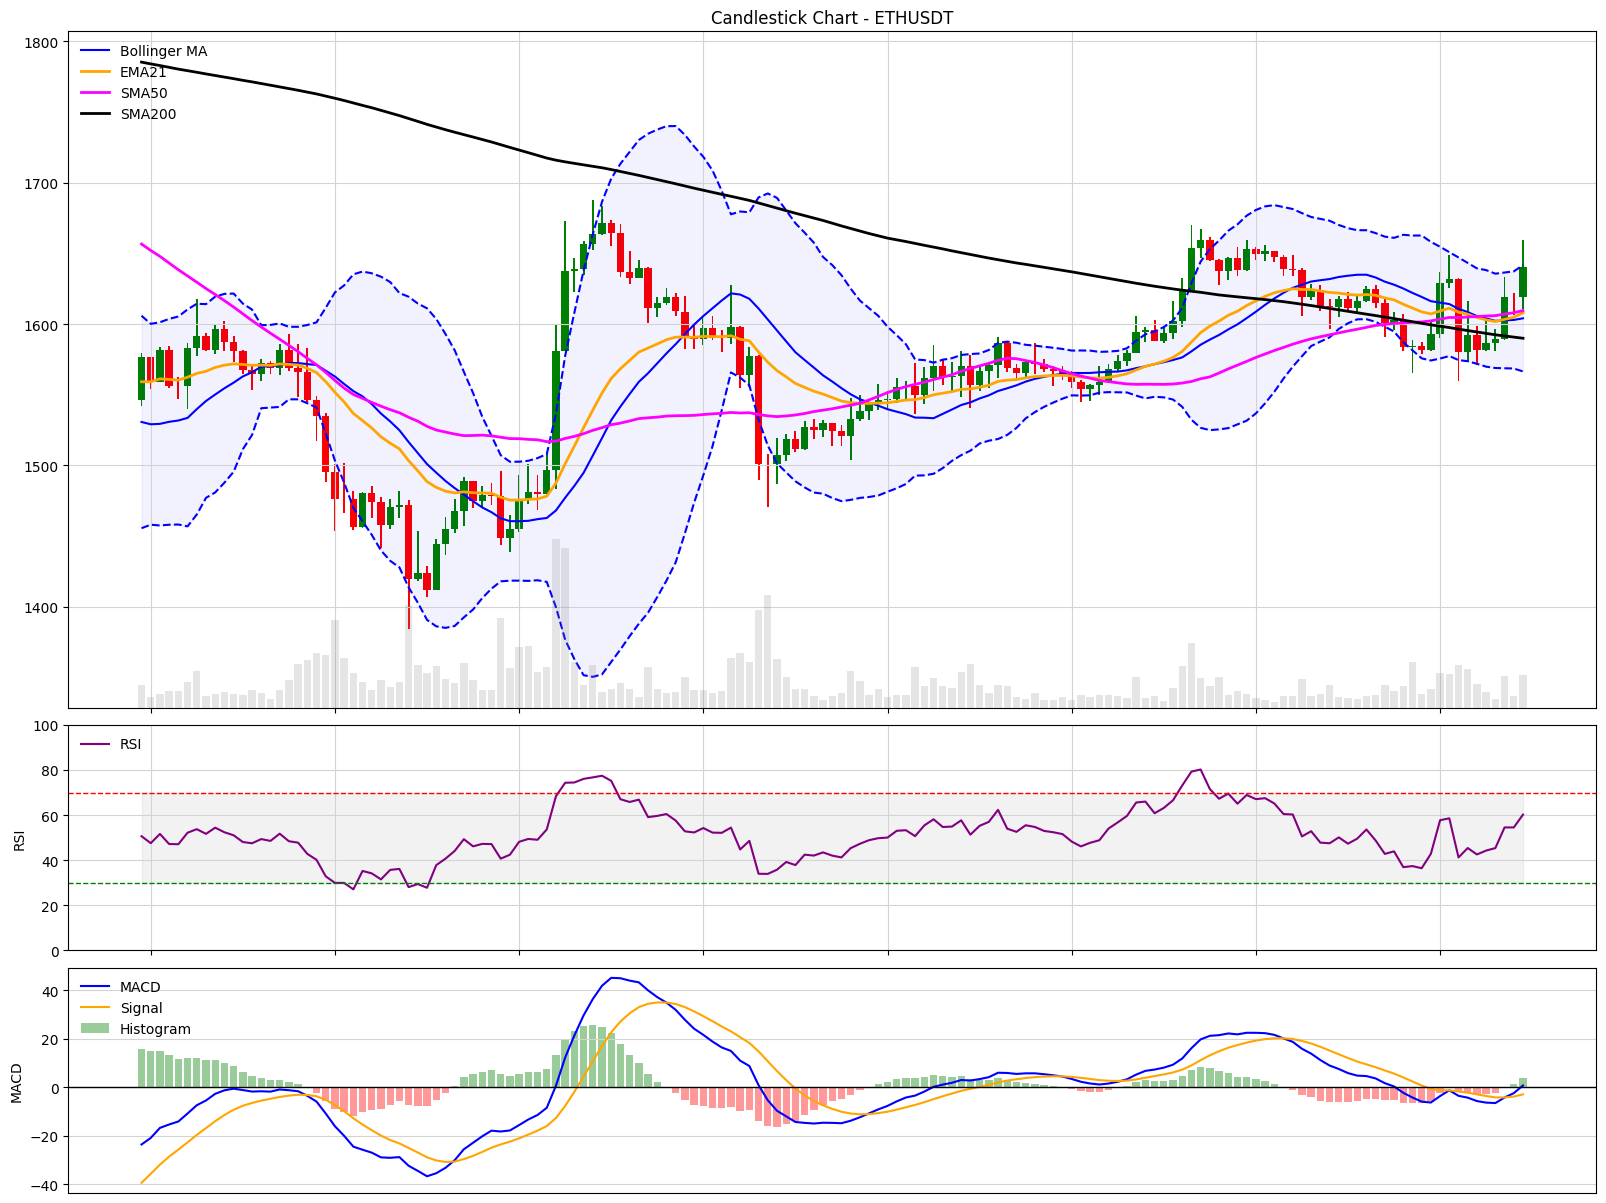 Candlestick Chart - ETHUSDT
1800
1700
1600
1500
1400
Bollinger MA
EMA21
SMA50
SMA200
RSI
100
80
60
40
20
0
RSI
MACD
40
20
0
−20
−40
MACD
Signal
Histogram